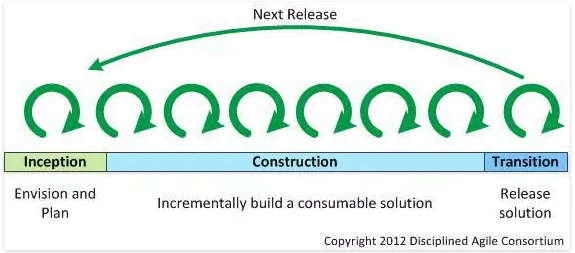 Next Release
Inception
Construction
Transition
Envision and
Plan
Incrementally build a consumable solution
Release
solution
Copyright 2012 Disciplined Agile Consortium